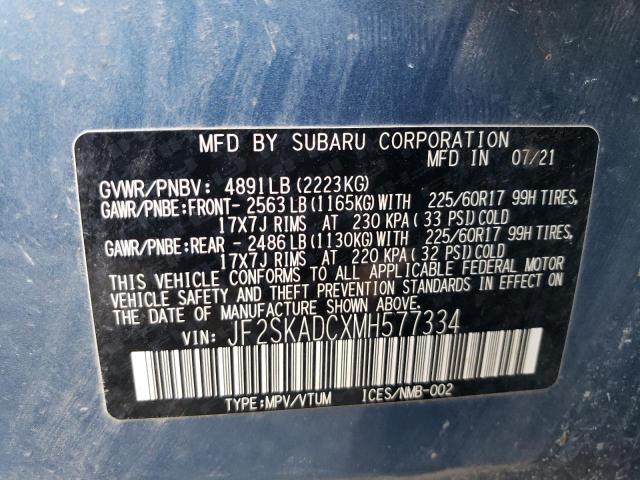 MFD BY SUBARU CORPORATION
MFD IN 07/21
GVWR/PNBV: 4891LB(2223KG)
GAWR/PNBE:FRONT-2563LB(1165KG)WITH 225/60R17 99H TIRES,
17X7J RIMS AT 230 KPA(33 PSI)COLD
GAWR/PNBE:REAR -2486LB(1130KG)WITH 225/60R17 99H TIRES,
17X7J RIMS AT 220 KPA(32 PSI)COLD
THIS VEHICLE CONFORMS TO ALL APPLICABLE FEDERAL MOTOR
VEHICLE SAFETY AND THEFT PREVENTION STANDARDS IN EFFECT ON
THE DATE OF MANUFACTURE SHOWN ABOVE.
VIN: JF2SKADCXMH577334
TYPE:MPV/VTUM ICES/NMB-002